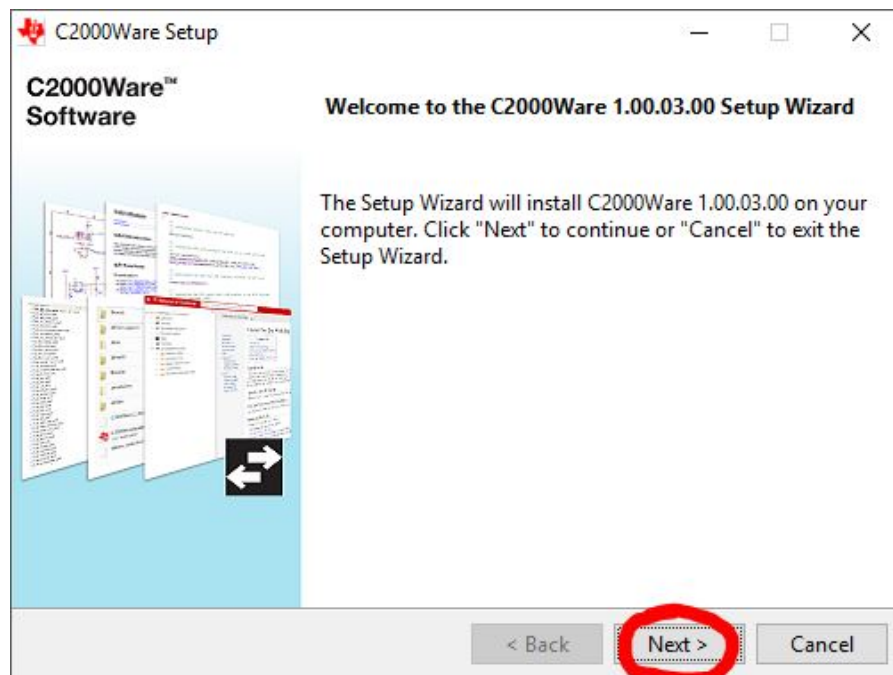 C2000Ware Setup
C2000Ware™
Software
Welcome to the C2000Ware 1.00.03.00 Setup Wizard
The Setup Wizard will install C2000Ware 1.00.03.00 on your
computer. Click "Next" to continue or "Cancel" to exit the
Setup Wizard.
< Back
Next >
Cancel